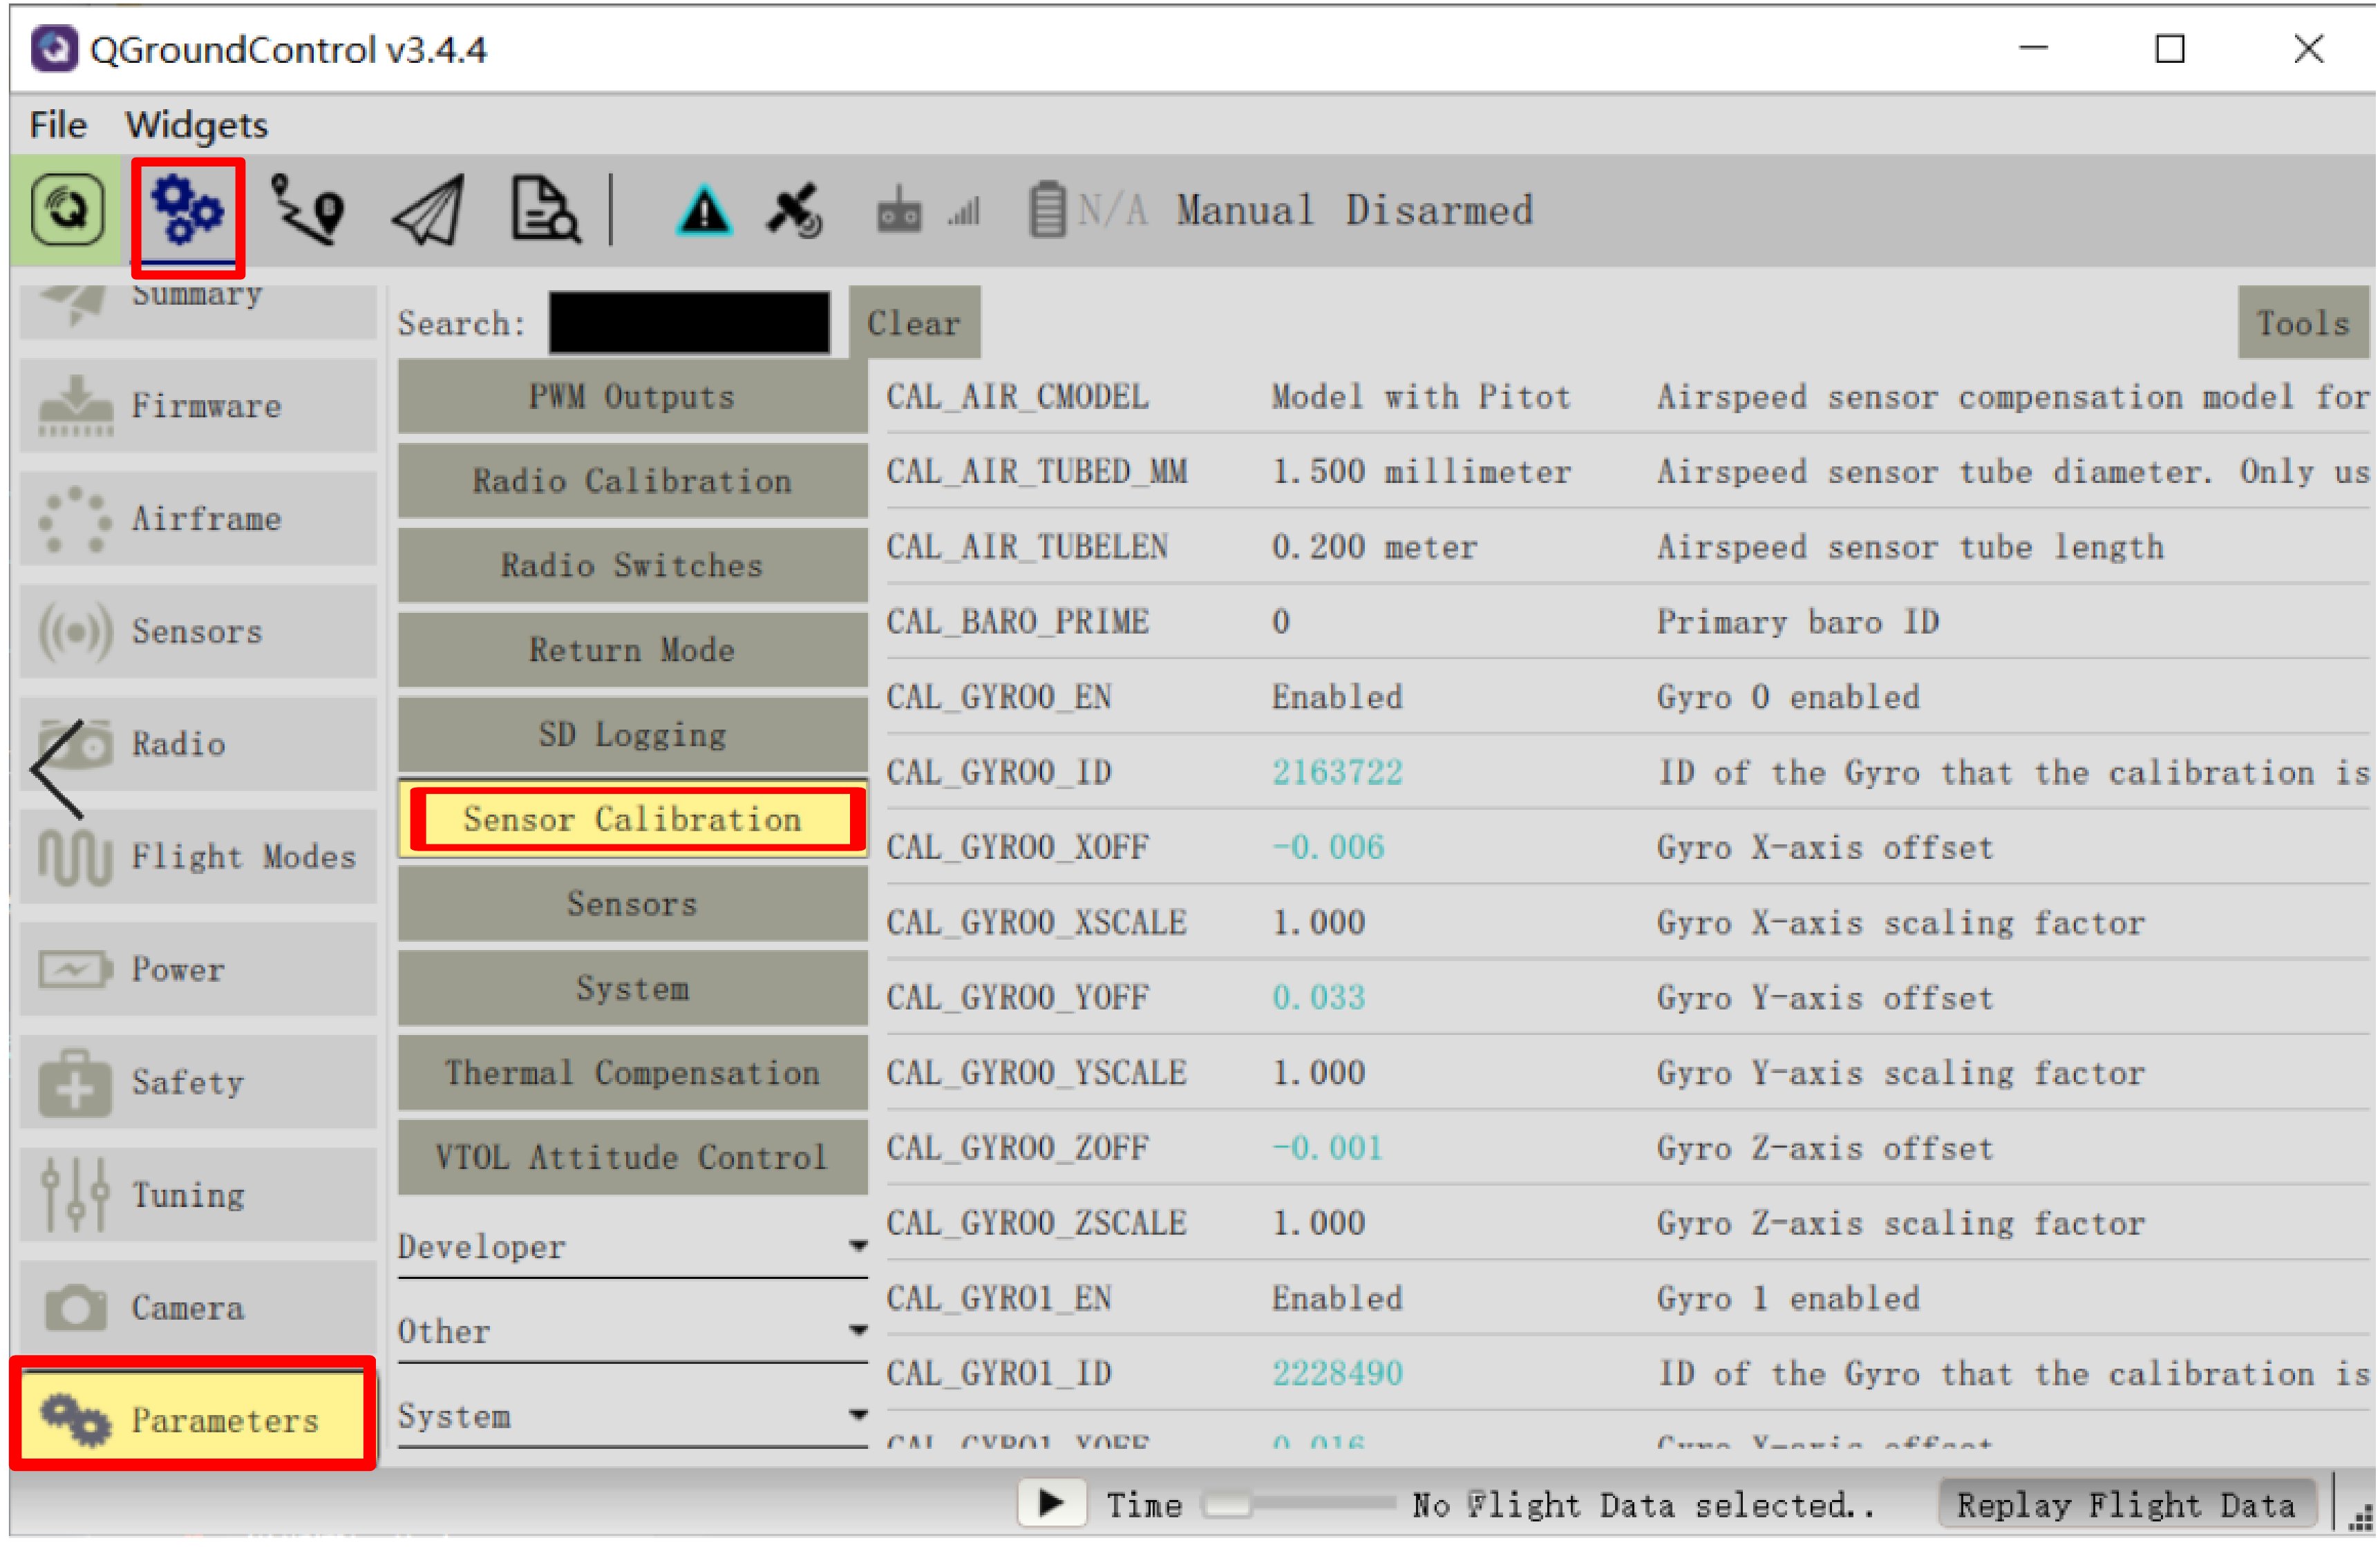 QGroundControl v3.4.4
File Widgets
N/A Manual Disarmed
Summary
Firmware
Airframe
Sensors
Radio
Flight Modes
Power
Safety
Tuning
Camera
Parameters
Search: Clear Tools
PWM Outputs
Radio Calibration
Radio Switches
Return Mode
SD Logging
Sensor Calibration
Sensors
System
Thermal Compensation
VTOL Attitude Control
Developer
Other
System
CAL_AIR_CMODEL Model with Pitot Airspeed sensor compensation model for
CAL_AIR_TUBED_MM 1.500 millimeter Airspeed sensor tube diameter. Only us
CAL_AIR_TUBELEN 0.200 meter Airspeed sensor tube length
CAL_BARO_PRIME 0 Primary baro ID
CAL_GYRO0_EN Enabled Gyro 0 enabled
CAL_GYRO0_ID 2163722 ID of the Gyro that the calibration is
CAL_GYRO0_XOFF -0.006 Gyro X-axis offset
CAL_GYRO0_XSCALE 1.000 Gyro X-axis scaling factor
CAL_GYRO0_YOFF 0.033 Gyro Y-axis offset
CAL_GYRO0_YSCALE 1.000 Gyro Y-axis scaling factor
CAL_GYRO0_ZOFF -0.001 Gyro Z-axis offset
CAL_GYRO0_ZSCALE 1.000 Gyro Z-axis scaling factor
CAL_GYRO1_EN Enabled Gyro 1 enabled
CAL_GYRO1_ID 2228490 ID of the Gyro that the calibration is
CAL_GYRO1_XOFF 0.016 Gyro X-axis offset
Time No Flight Data selected.. Replay Flight Data